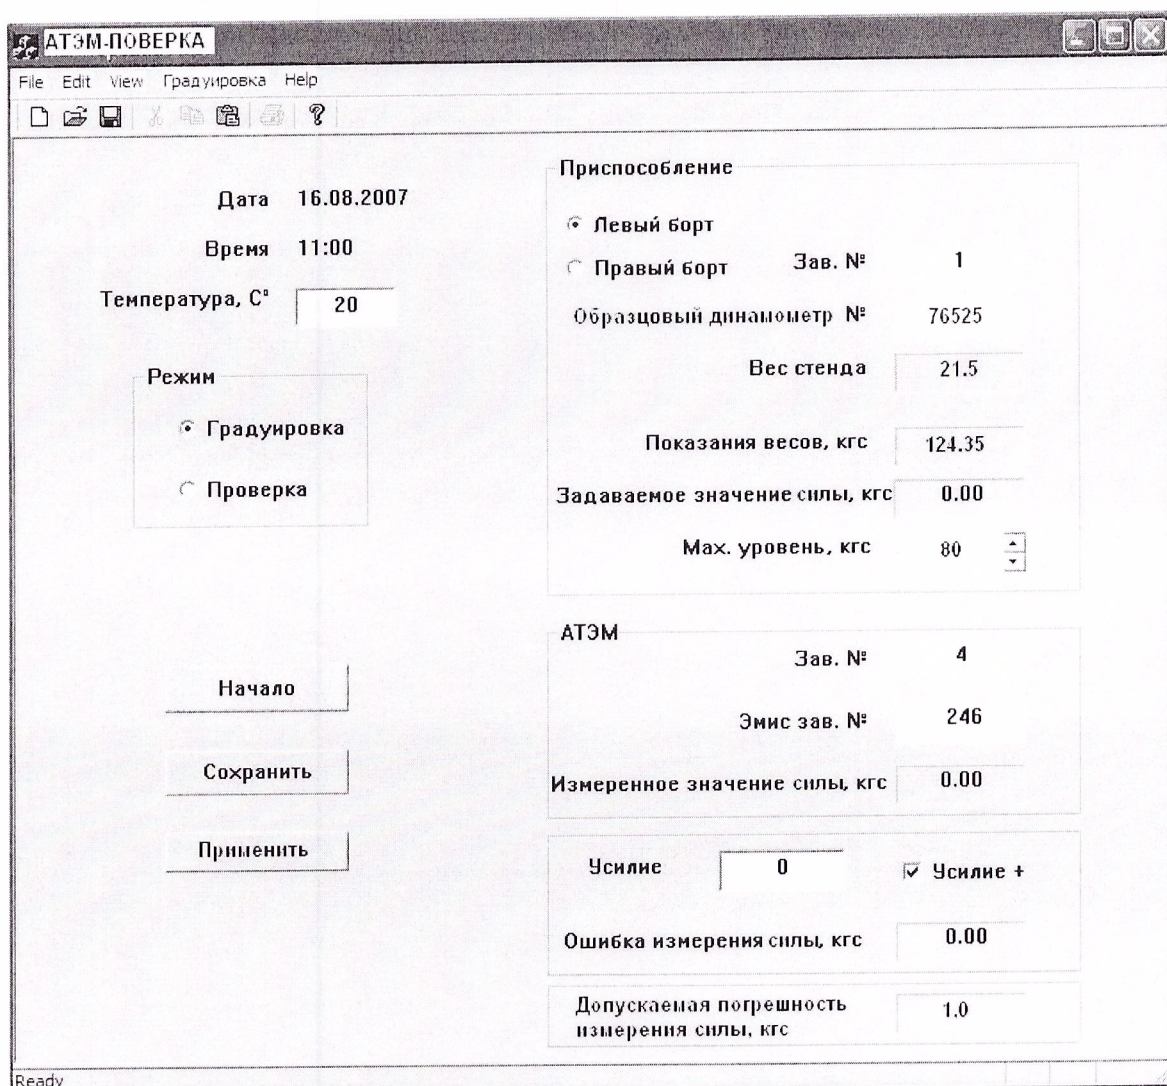 АТЭМ-ПОВЕРКА
File Edit View Градуировка Help
Дата 16.08.2007
Время 11:00
Температура, C° 20
Режим
Градуировка
Проверка
Начало
Сохранить
Применить
Приспособление
Левый борт
Правый борт Зав. № 1
Образцовый динамометр № 76525
Вес стенда 21.5
Показания весов, кгс 124.35
Задаваемое значение силы, кгс 0.00
Мах. уровень, кгс 80
АТЭМ
Зав. № 4
Эмис зав. № 246
Измеренное значение силы, кгс 0.00
Усилие 0 Усилие +
Ошибка измерения силы, кгс 0.00
Допускаемая погрешность
измерения силы, кгс 1.0
Ready